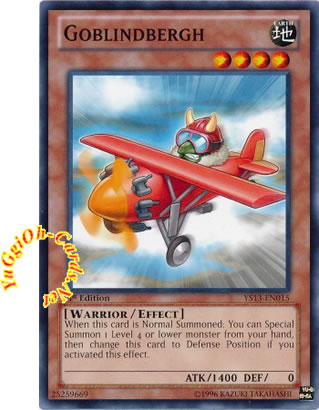 GOBLINDBERGH
EARTH
地
YuGgiOh-Cards.Net
1st Edition
YS13-EN015
[WARRIOR / EFFECT]
When this card is Normal Summoned: You can Special
Summon 1 Level 4 or lower monster from your hand,
then change this card to Defense Position if you
activated this effect.
ATK/1400 DEF/ 0
25259669
©1996 KAZUKI TAKAHASHI